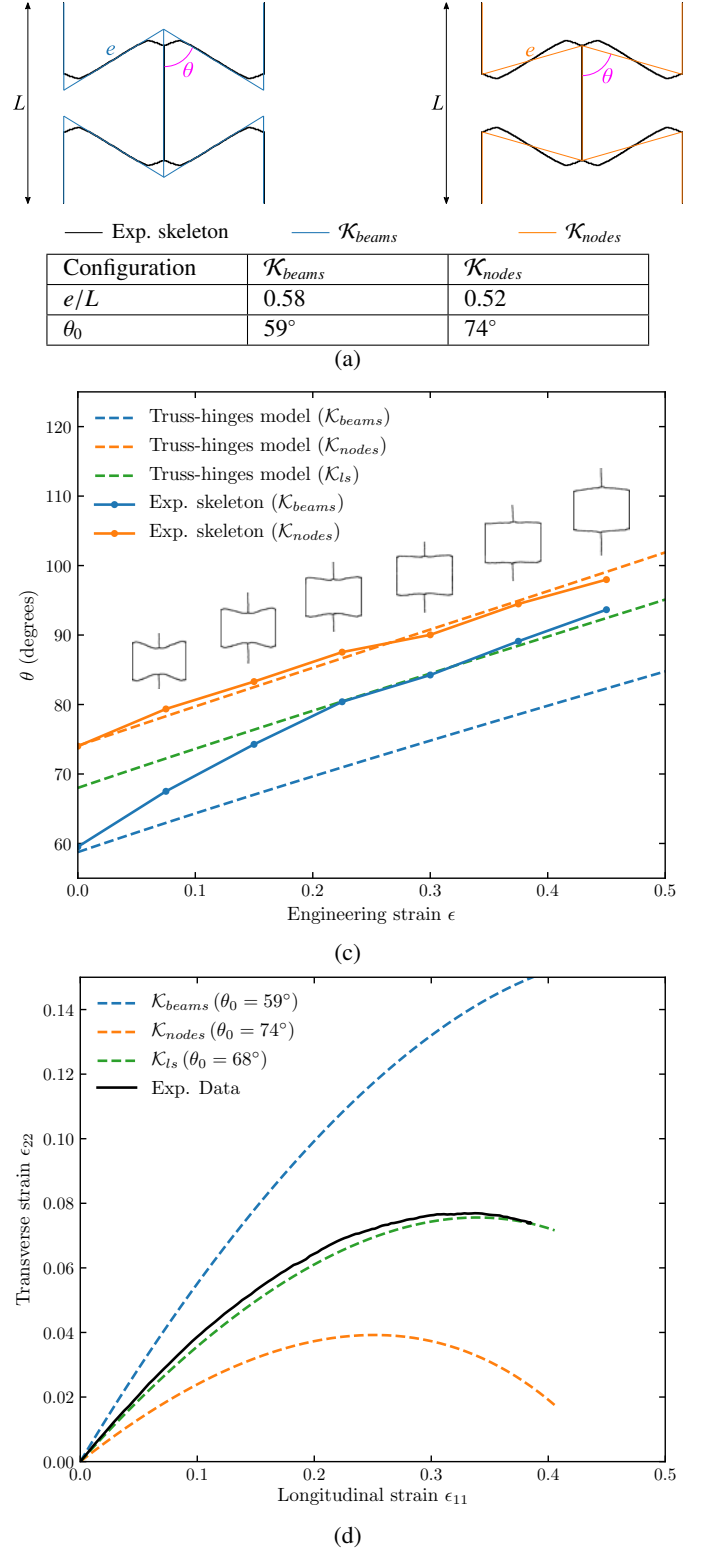 L e θ L e θ
Exp. skeleton 𝒦beams 𝒦nodes
Configuration 𝒦beams 𝒦nodes
e/L 0.58 0.52
θ0 59° 74°
(a)
120
110
100
90
80
70
60
θ (degrees)
Truss-hinges model (𝒦beams)
Truss-hinges model (𝒦nodes)
Truss-hinges model (𝒦ls)
Exp. skeleton (𝒦beams)
Exp. skeleton (𝒦nodes)
0.0 0.1 0.2 0.3 0.4 0.5
Engineering strain ϵ
(c)
0.14
0.12
0.10
0.08
0.06
0.04
0.02
0.00
Transverse strain ϵ22
𝒦beams (θ0 = 59°)
𝒦nodes (θ0 = 74°)
𝒦ls (θ0 = 68°)
Exp. Data
0.0 0.1 0.2 0.3 0.4 0.5
Longitudinal strain ϵ11
(d)